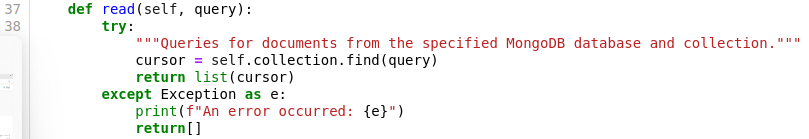 37 def read(self, query):
38 try:
"""Queries for documents from the specified MongoDB database and collection."""
cursor = self.collection.find(query)
return list(cursor)
except Exception as e:
print(f"An error occurred: {e}")
return[]